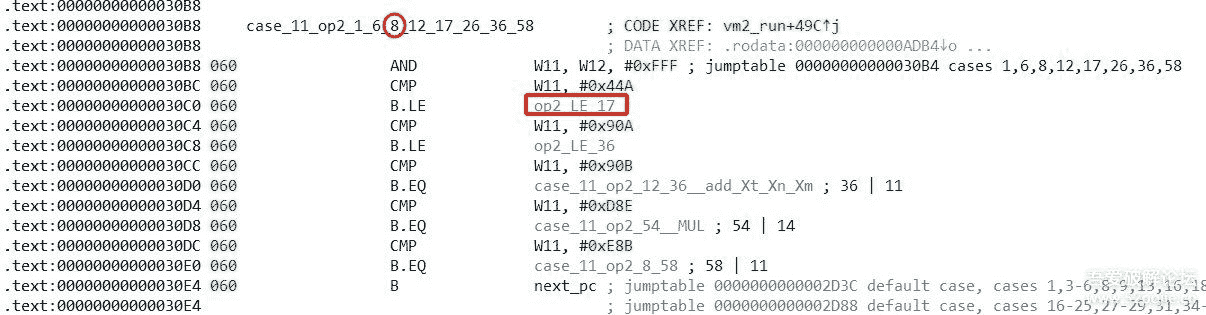 .text:00000000000030B8
.text:00000000000030B8 case_11_op2_1_6_8_12_17_26_36_58 ; CODE XREF: vm2_run+49C↑j
.text:00000000000030B8 ; DATA XREF: .rodata:000000000000ADB4↓o ...
.text:00000000000030B8 060 AND W11, W12, #0xFFF ; jumptable 00000000000030B4 cases 1,6,8,12,17,26,36,58
.text:00000000000030BC 060 CMP W11, #0x44A
.text:00000000000030C0 060 B.LE op2_LE_17
.text:00000000000030C4 060 CMP W11, #0x90A
.text:00000000000030C8 060 B.LE op2_LE_36
.text:00000000000030CC 060 CMP W11, #0x90B
.text:00000000000030D0 060 B.EQ case_11_op2_12_36__add_Xt_Xn_Xm ; 36 | 11
.text:00000000000030D4 060 CMP W11, #0xD8E
.text:00000000000030D8 060 B.EQ case_11_op2_54__MUL ; 54 | 14
.text:00000000000030DC 060 CMP W11, #0xE8B
.text:00000000000030E0 060 B.EQ case_11_op2_8_58 ; 58 | 11
.text:00000000000030E4 060 B next_pc ; jumptable 0000000000002D3C default case, cases 1,3-6,8,9,13,16,18
.text:00000000000030E4 ; jumptable 0000000000002D88 default case, cases 16-25,27-29,31,34-
吾爱破解论坛